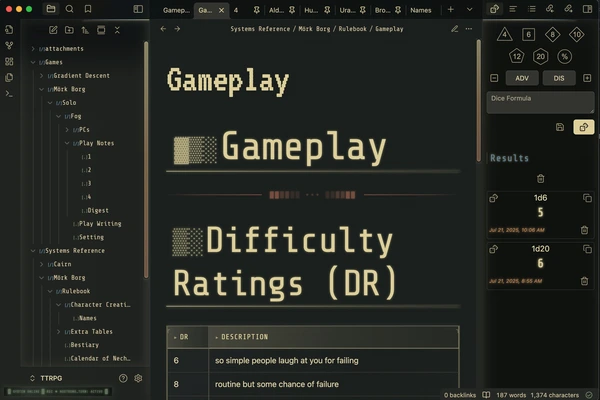 Gamep...
Ga...
4
Ald...
Hu...
Ura...
Bro...
Names
Systems Reference / Mörk Borg / Rulebook / Gameplay
attachments
Games
Gradient Descent
Mörk Borg
Solo
Fog
PCs
Play Notes
1
2
3
4
Digest
Play Writing
Setting
Systems Reference
Cairn
Mörk Borg
Rulebook
Character Creati…
Names
Extra Tables
Bestiary
Calendar of Nech…
TTRPG
Gameplay
Gameplay
Difficulty
Ratings (DR)
DR DESCRIPTION
6 so simple people laugh at you for failing
8 routine but some chance of failure
4 6 8 10
12 20 %
ADV DIS
Dice Formula
Results
1d6
5
Jul 21, 2025, 10:06 AM
1d20
6
Jul 21, 2025, 8:55 AM
0 backlinks 187 words 1,374 characters